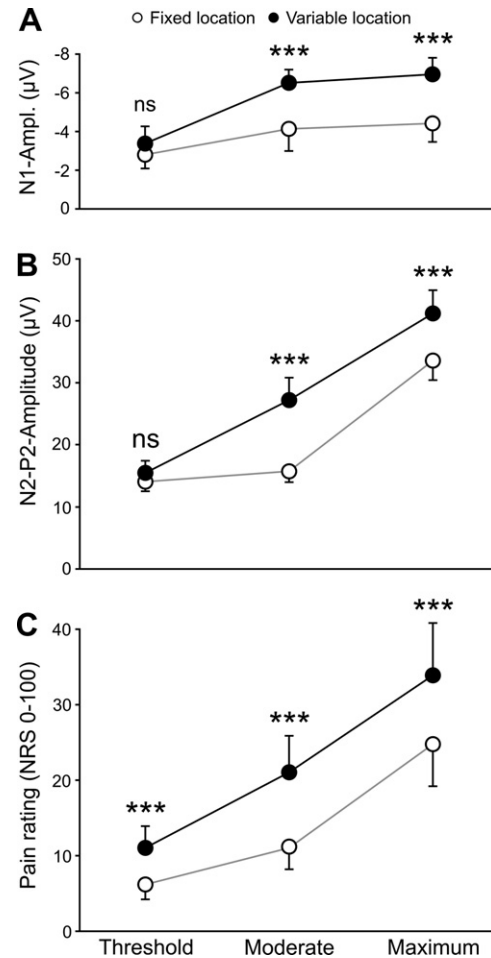 A
Fixed location Variable location
N1-Ampl. (µV)
-8
-6
-4
-2
0
ns
***
***
B
N2-P2-Amplitude (µV)
50
40
30
20
10
0
ns
***
***
C
Pain rating (NRS 0-100)
40
30
20
10
0
***
***
***
Threshold Moderate Maximum